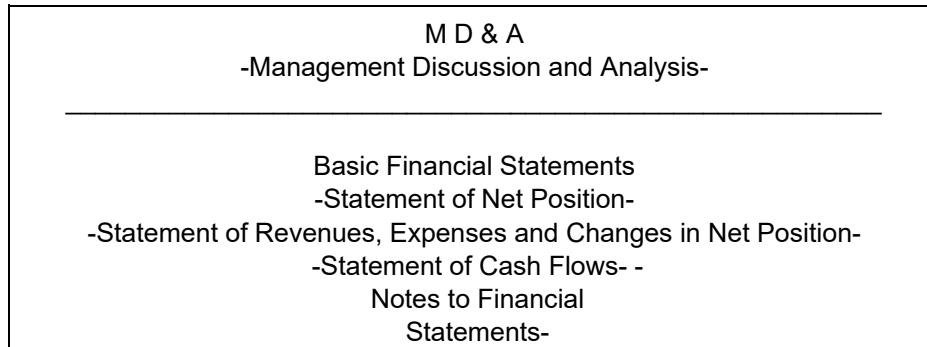 M D & A
-Management Discussion and Analysis-
Basic Financial Statements
-Statement of Net Position-
-Statement of Revenues, Expenses and Changes in Net Position-
-Statement of Cash Flows- -
Notes to Financial
Statements-